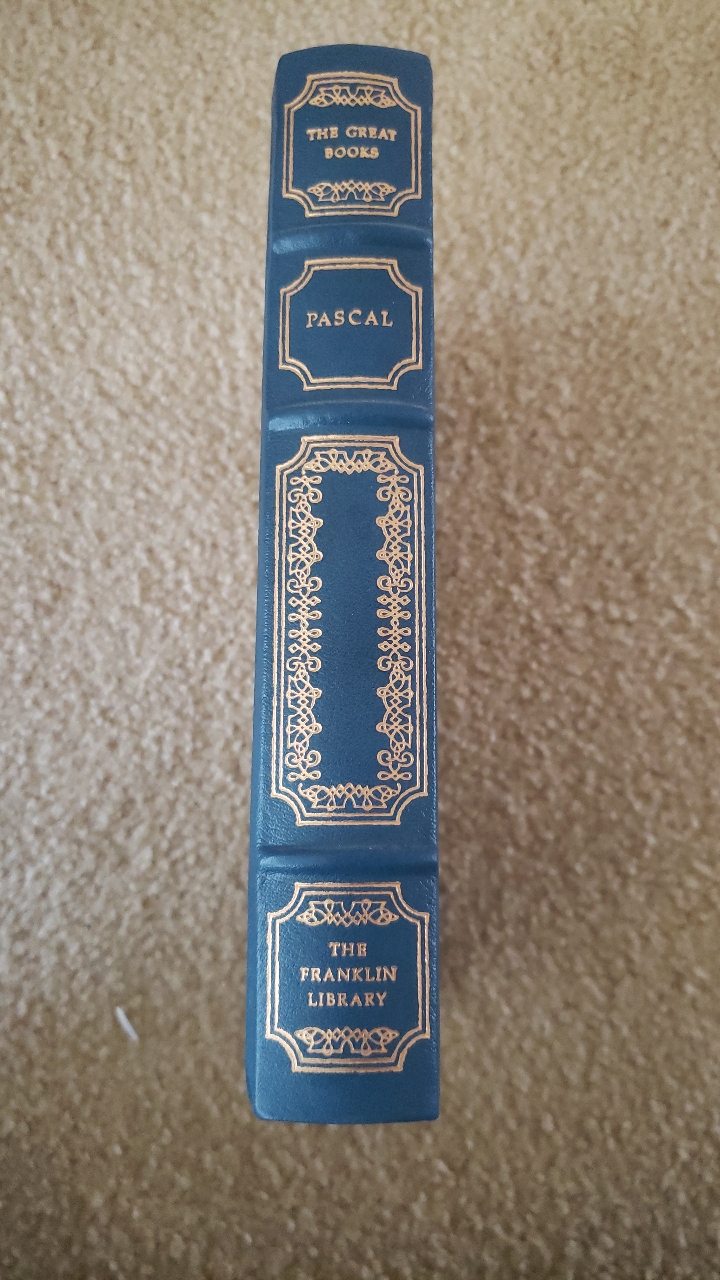 THE GREAT
BOOKS
PASCAL
THE
FRANKLIN
LIBRARY